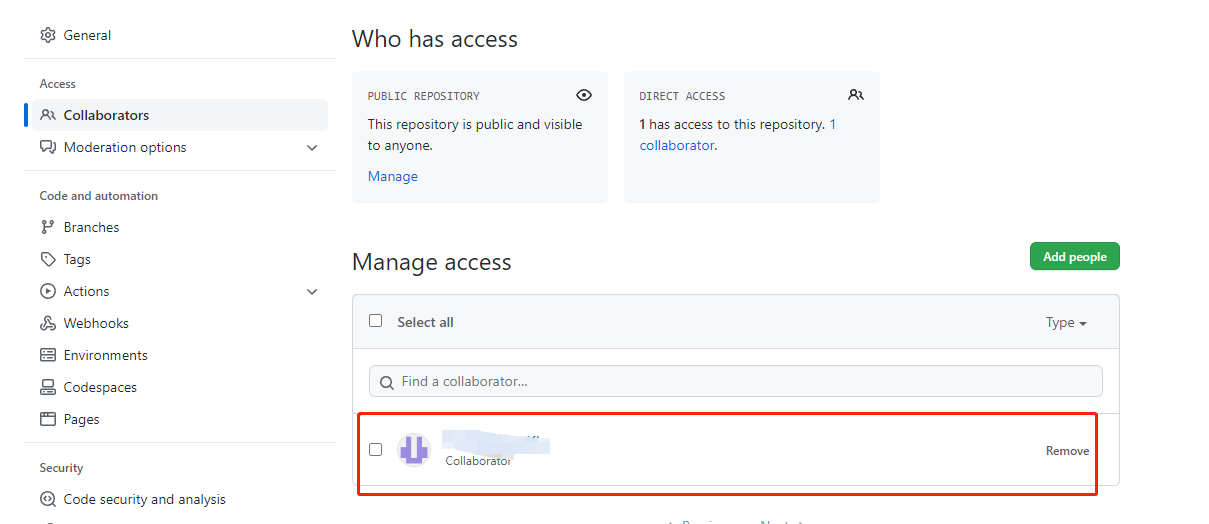 General
Access
Collaborators
Moderation options
Code and automation
Branches
Tags
Actions
Webhooks
Environments
Codespaces
Pages
Security
Code security and analysis
Who has access
PUBLIC REPOSITORY
This repository is public and visible
to anyone.
Manage
DIRECT ACCESS
1 has access to this repository. 1
collaborator.
Manage access
Add people
Select all
Type
Find a collaborator...
Collaborator
Remove